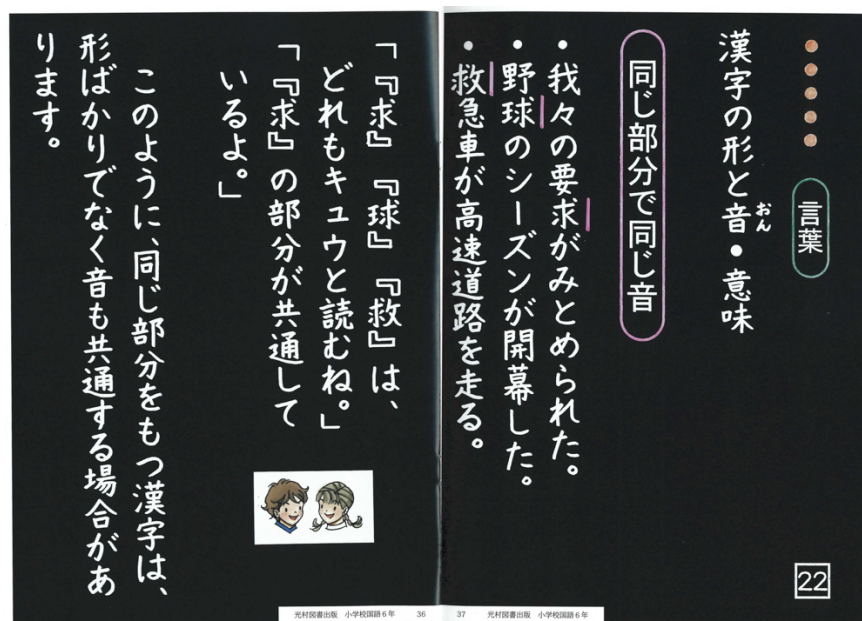 言葉
漢字の形と音・意味
おん
同じ部分で同じ音
・我々の要求がみとめられた。
・野球のシーズンが開幕した。
・救急車が高速道路を走る。
「『求』『球』『救』は、
どれもキュウと読むね。」
「『求』の部分が共通して
いるよ。」
このように、同じ部分をもつ漢字は、
形ばかりでなく音も共通する場合があ
ります。
22
光村図書出版 小学校国語6年 36
37 光村図書出版 小学校国語6年